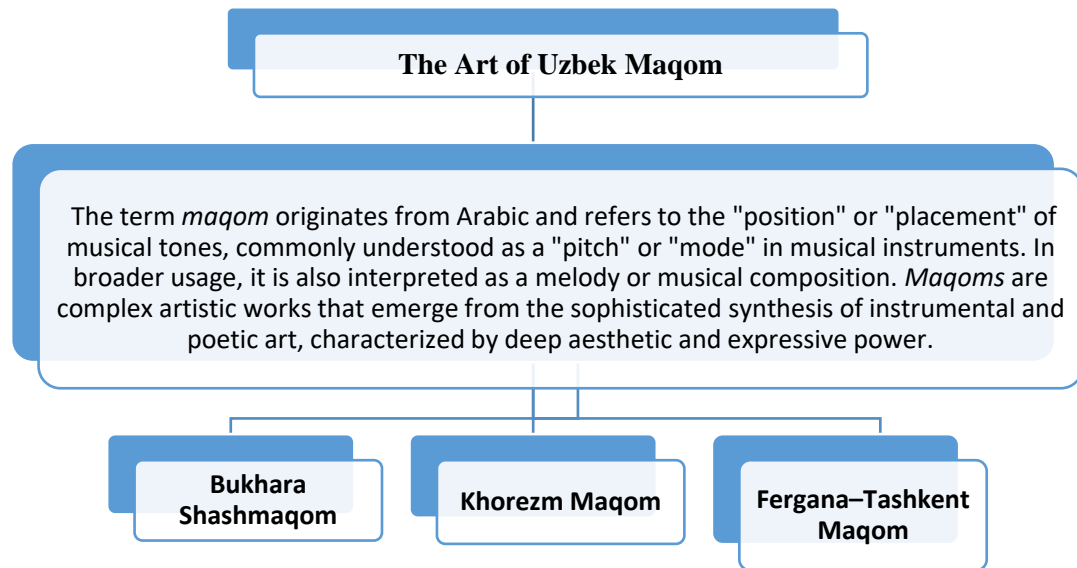 The Art of Uzbek Maqom
The term maqom originates from Arabic and refers to the "position" or "placement" of
musical tones, commonly understood as a "pitch" or "mode" in musical instruments. In
broader usage, it is also interpreted as a melody or musical composition. Maqoms are
complex artistic works that emerge from the sophisticated synthesis of instrumental and
poetic art, characterized by deep aesthetic and expressive power.
Bukhara
Shashmaqom
Khorezm Maqom
Fergana–Tashkent
Maqom